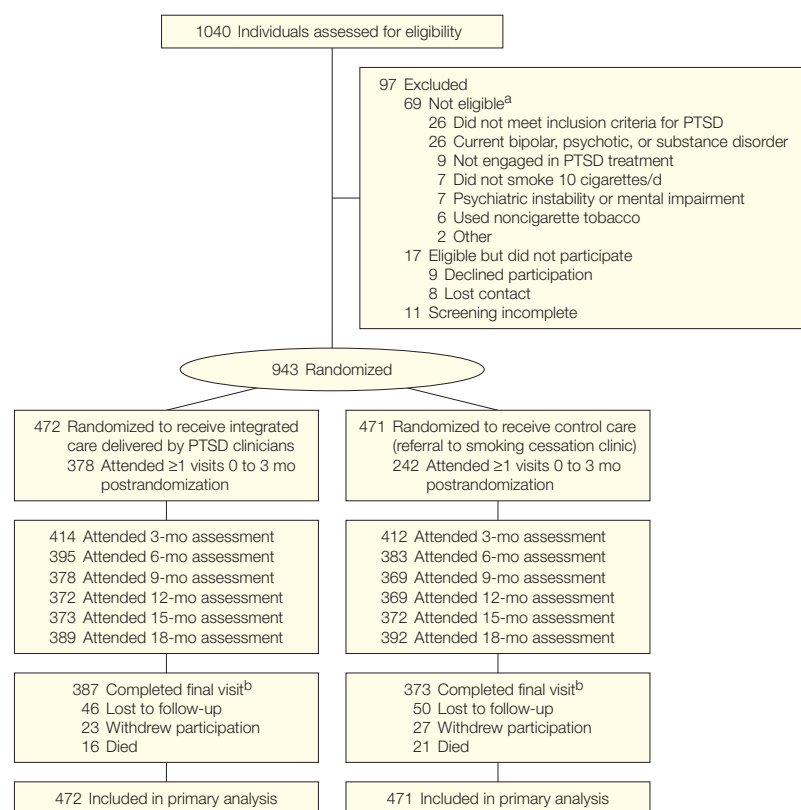 1040 Individuals assessed for eligibility
97 Excluded
69 Not eligibleª
26 Did not meet inclusion criteria for PTSD
26 Current bipolar, psychotic, or substance disorder
9 Not engaged in PTSD treatment
7 Did not smoke 10 cigarettes/d
7 Psychiatric instability or mental impairment
6 Used noncigarette tobacco
2 Other
17 Eligible but did not participate
9 Declined participation
8 Lost contact
11 Screening incomplete
943 Randomized
472 Randomized to receive integrated
care delivered by PTSD clinicians
378 Attended ≥1 visits 0 to 3 mo
postrandomization
471 Randomized to receive control care
(referral to smoking cessation clinic)
242 Attended ≥1 visits 0 to 3 mo
postrandomization
414 Attended 3-mo assessment
395 Attended 6-mo assessment
378 Attended 9-mo assessment
372 Attended 12-mo assessment
373 Attended 15-mo assessment
389 Attended 18-mo assessment
412 Attended 3-mo assessment
383 Attended 6-mo assessment
369 Attended 9-mo assessment
369 Attended 12-mo assessment
372 Attended 15-mo assessment
392 Attended 18-mo assessment
387 Completed final visitᵇ
46 Lost to follow-up
23 Withdrew participation
16 Died
373 Completed final visitᵇ
50 Lost to follow-up
27 Withdrew participation
21 Died
472 Included in primary analysis
471 Included in primary analysis